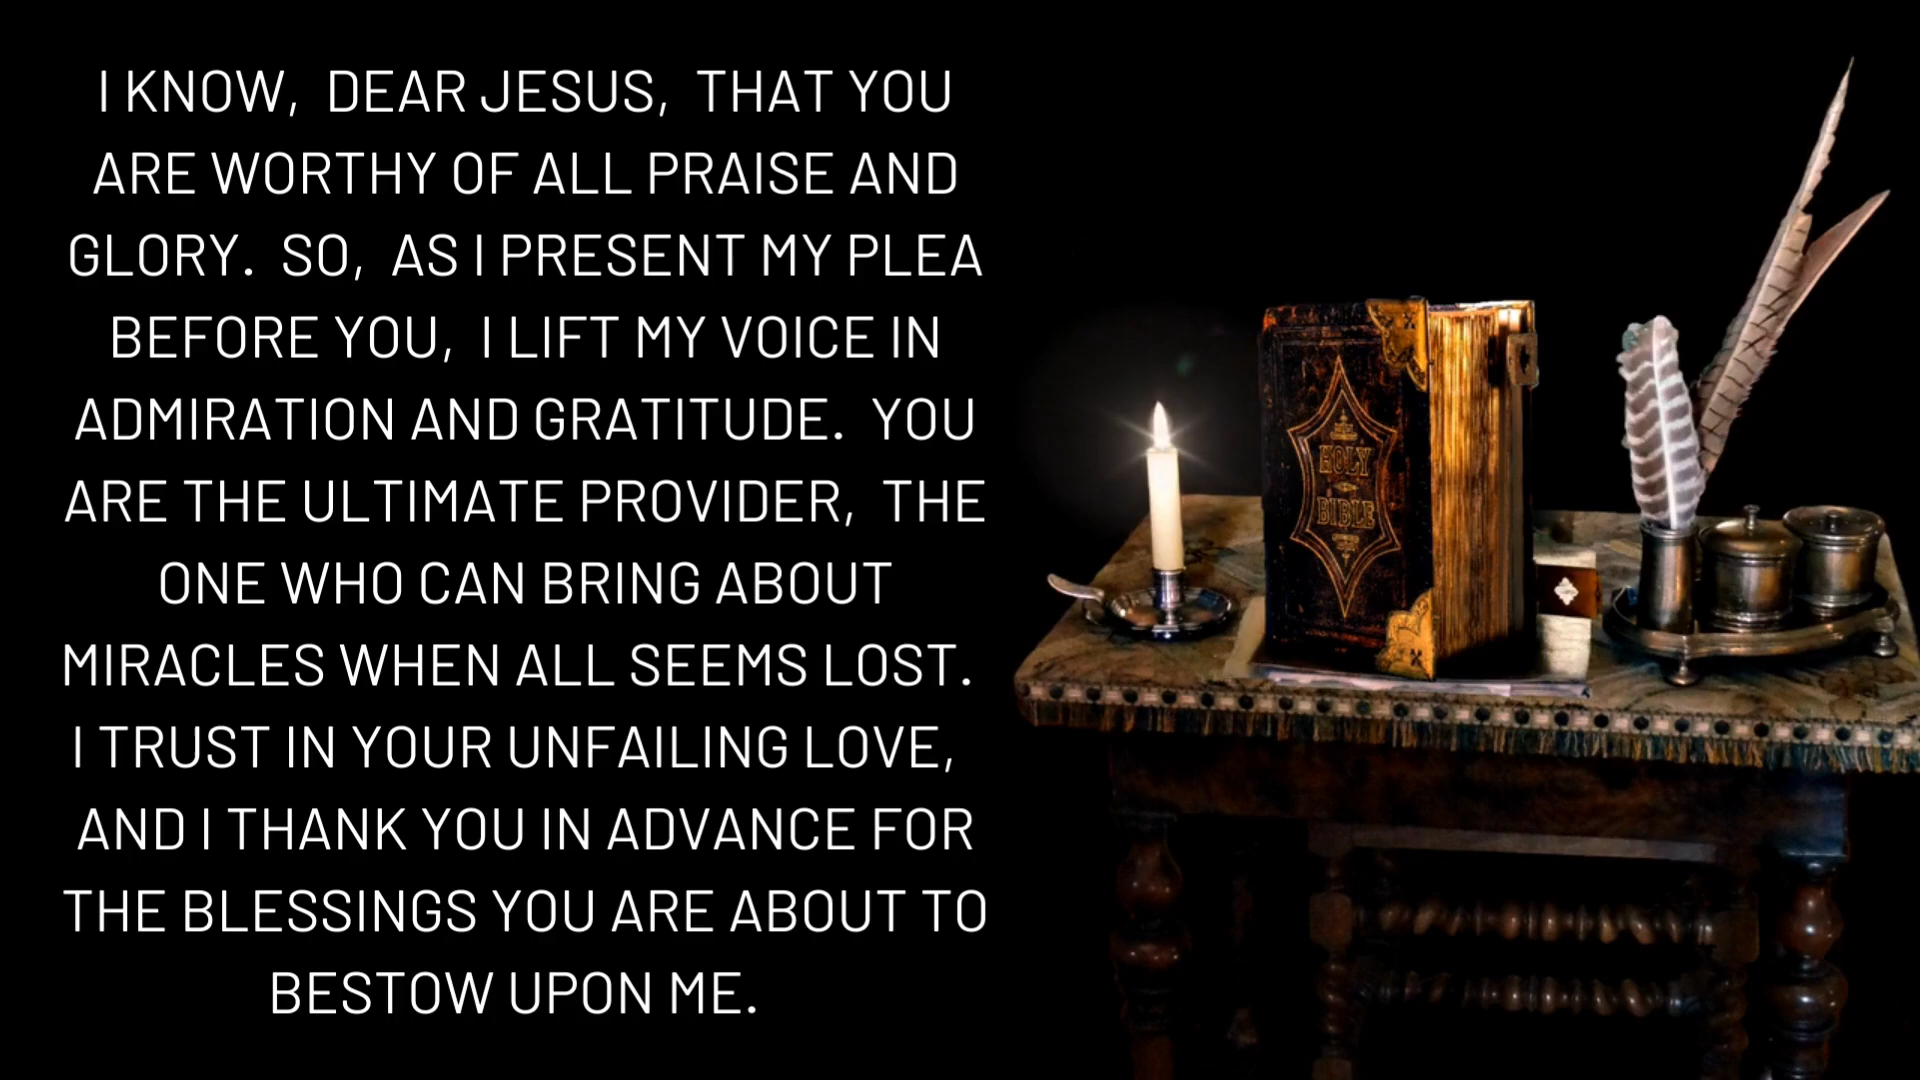 I KNOW, DEAR JESUS, THAT YOU
ARE WORTHY OF ALL PRAISE AND
GLORY. SO, AS I PRESENT MY PLEA
BEFORE YOU, I LIFT MY VOICE IN
ADMIRATION AND GRATITUDE. YOU
ARE THE ULTIMATE PROVIDER, THE
ONE WHO CAN BRING ABOUT
MIRACLES WHEN ALL SEEMS LOST.
I TRUST IN YOUR UNFAILING LOVE,
AND I THANK YOU IN ADVANCE FOR
THE BLESSINGS YOU ARE ABOUT TO
BESTOW UPON ME.
HOLY
BIBLE